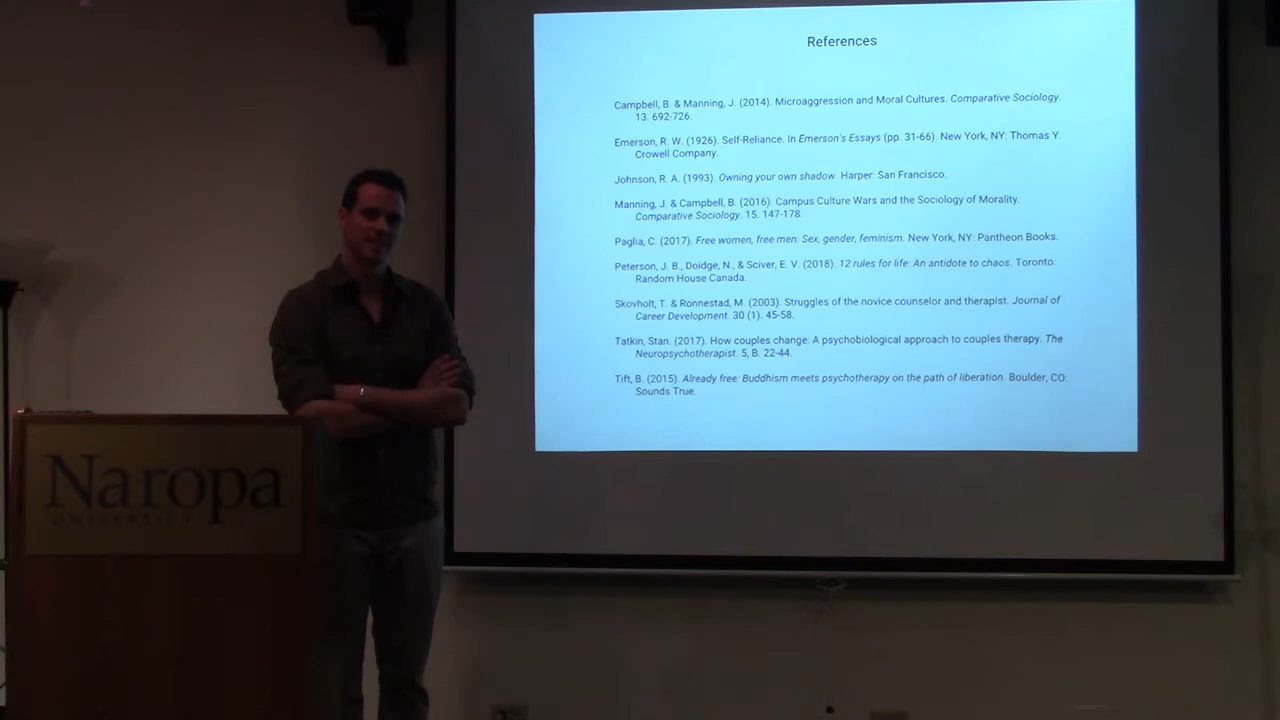 References
Campbell, B. & Manning, J. (2014). Microaggression and Moral Cultures. Comparative Sociology.
13. 692-726.
Emerson, R. W. (1926). Self-Reliance. In Emerson's Essays (pp. 31-66). New York, NY: Thomas Y.
Crowell Company.
Johnson, R. A. (1993). Owning your own shadow. Harper: San Francisco.
Manning, J. & Campbell, B. (2016). Campus Culture Wars and the Sociology of Morality.
Comparative Sociology. 15. 147-178.
Paglia, C. (2017). Free women, free men: Sex, gender, feminism. New York, NY: Pantheon Books.
Peterson, J. B., Doidge, N., & Sciver, E. V. (2018). 12 rules for life: An antidote to chaos. Toronto:
Random House Canada.
Skovholt, T. & Ronnestad, M. (2003). Struggles of the novice counselor and therapist. Journal of
Career Development. 30 (1). 45-58.
Tatkin, Stan. (2017). How couples change: A psychobiological approach to couples therapy. The
Neuropsychotherapist. 5, B. 22-44.
Tift, B. (2015). Already free: Buddhism meets psychotherapy on the path of liberation. Boulder, CO:
Sounds True.
Naropa
UNIVERSITY